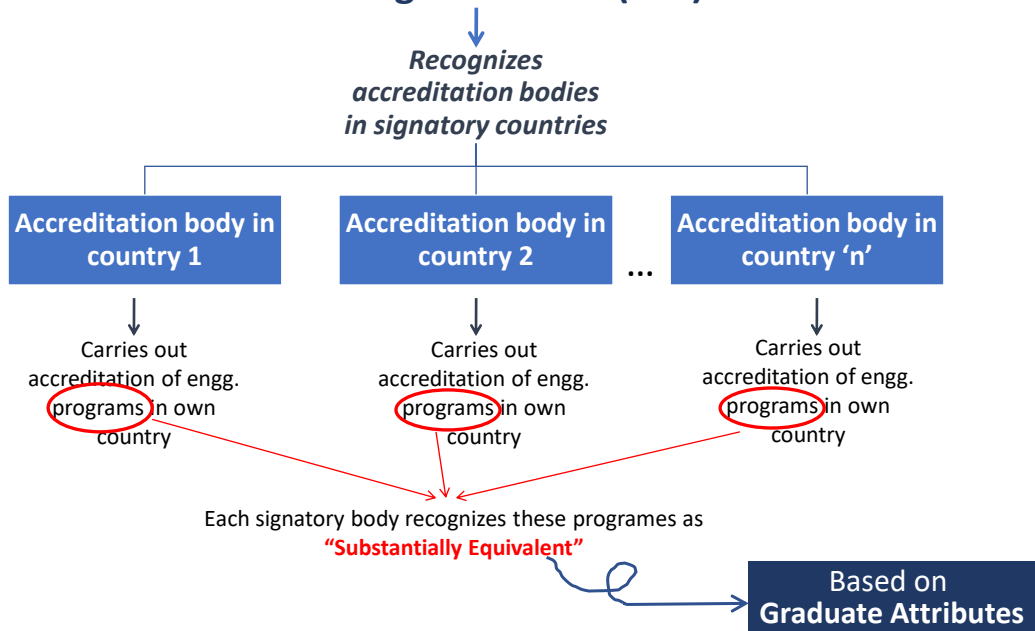 Recognizes
accreditation bodies
in signatory countries
Accreditation body in
country 1
Accreditation body in
country 2
...
Accreditation body in
country ‘n’
Carries out
accreditation of engg.
programs in own
country
Carries out
accreditation of engg.
programs in own
country
Carries out
accreditation of engg.
programs in own
country
Each signatory body recognizes these programes as
“Substantially Equivalent”
Based on
Graduate Attributes